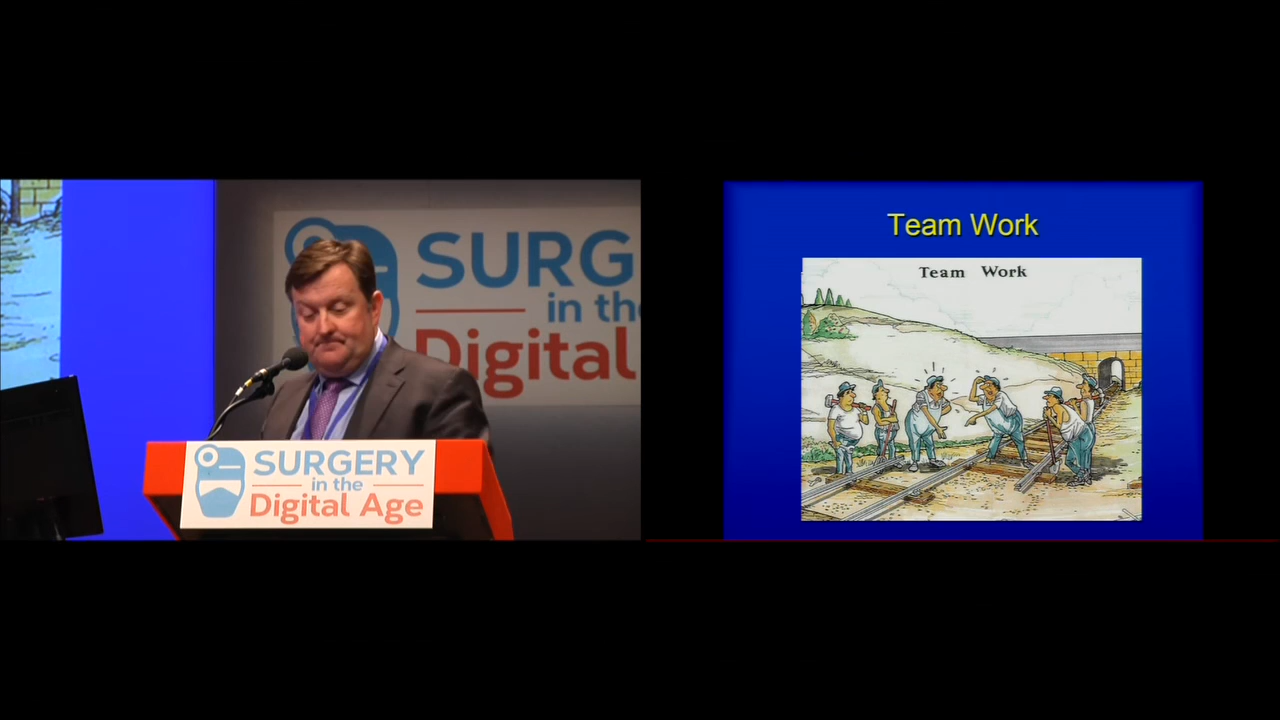 SURG
in the
Digital
SURGERY
in the
Digital Age
Team Work
Team Work